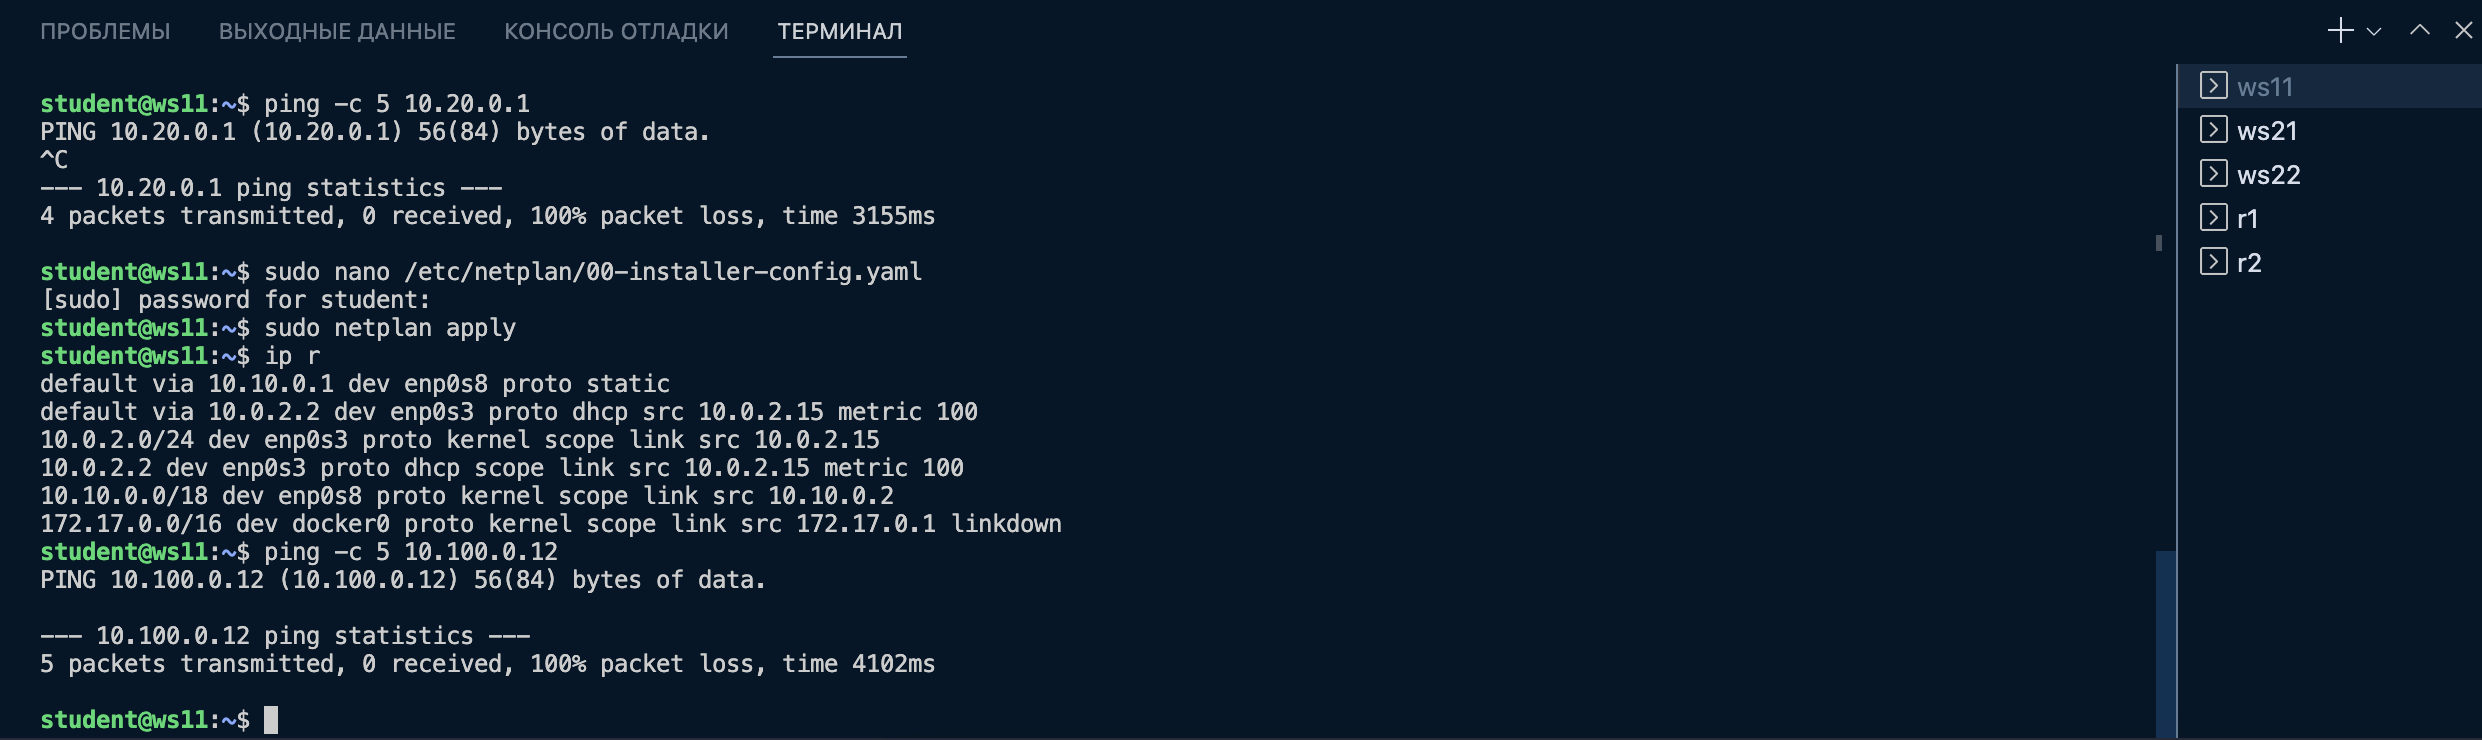 ПРОБЛЕМЫ ВЫХОДНЫЕ ДАННЫЕ КОНСОЛЬ ОТЛАДКИ ТЕРМИНАЛ
student@ws11:~$ ping -c 5 10.20.0.1
PING 10.20.0.1 (10.20.0.1) 56(84) bytes of data.
^C
--- 10.20.0.1 ping statistics ---
4 packets transmitted, 0 received, 100% packet loss, time 3155ms
student@ws11:~$ sudo nano /etc/netplan/00-installer-config.yaml
[sudo] password for student:
student@ws11:~$ sudo netplan apply
student@ws11:~$ ip r
default via 10.10.0.1 dev enp0s8 proto static
default via 10.0.2.2 dev enp0s3 proto dhcp src 10.0.2.15 metric 100
10.0.2.0/24 dev enp0s3 proto kernel scope link src 10.0.2.15
10.0.2.2 dev enp0s3 proto dhcp scope link src 10.0.2.15 metric 100
10.10.0.0/18 dev enp0s8 proto kernel scope link src 10.10.0.2
172.17.0.0/16 dev docker0 proto kernel scope link src 172.17.0.1 linkdown
student@ws11:~$ ping -c 5 10.100.0.12
PING 10.100.0.12 (10.100.0.12) 56(84) bytes of data.
--- 10.100.0.12 ping statistics ---
5 packets transmitted, 0 received, 100% packet loss, time 4102ms
student@ws11:~$
ws11
ws21
ws22
r1
r2